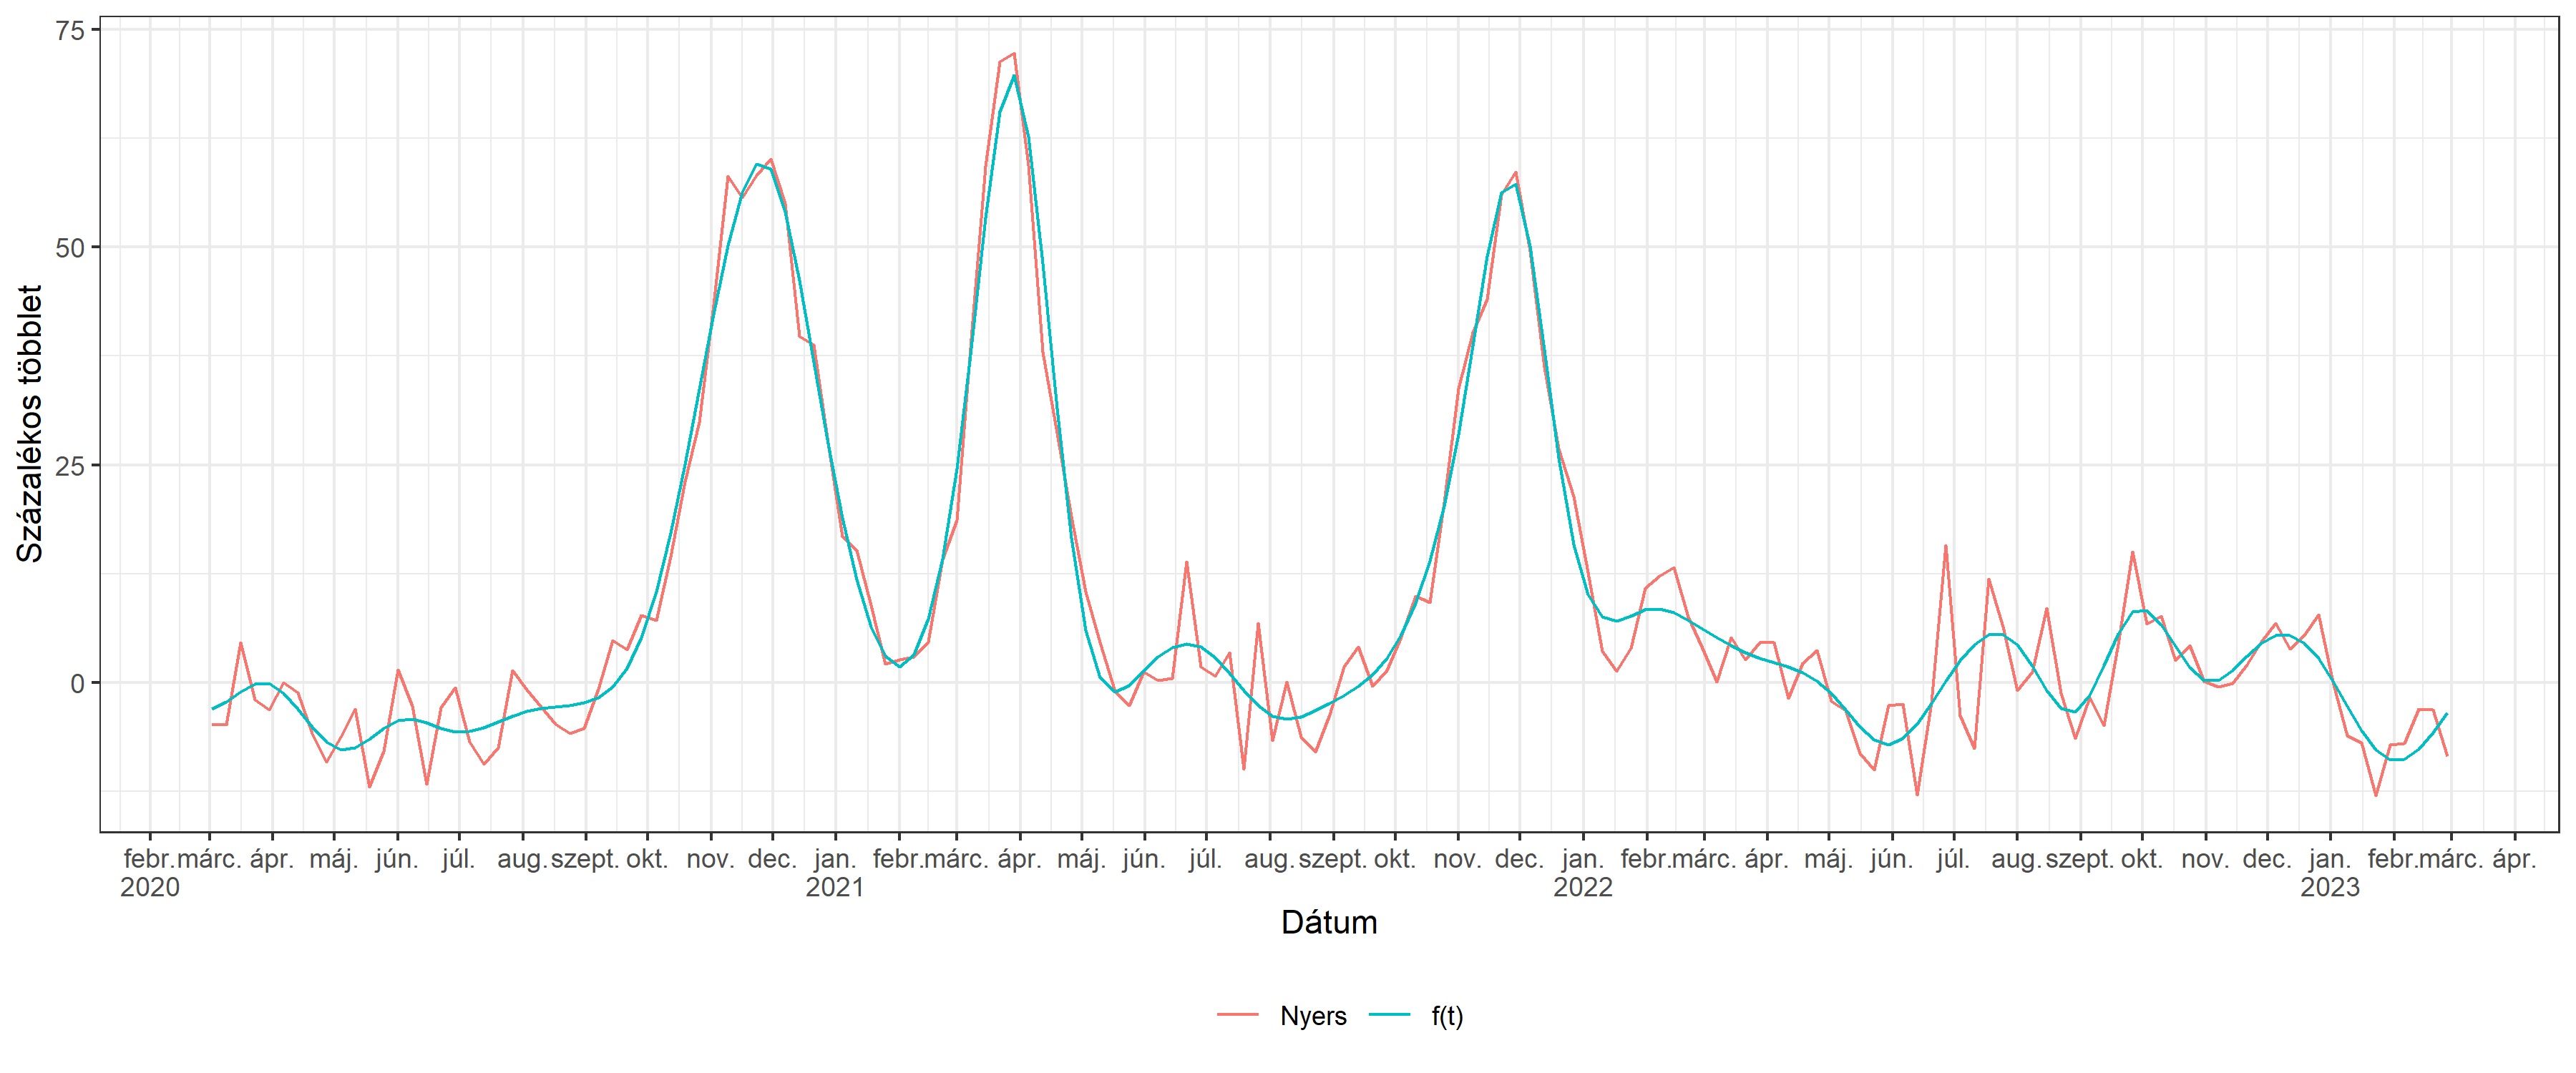 Százalékos többlet
75
50
25
0
febr. márc. ápr. máj. jún. júl. aug. szept. okt. nov. dec. jan. febr. márc. ápr. máj. jún. júl. aug. szept. okt. nov. dec. jan. febr. márc. ápr. máj. jún. júl. aug. szept. okt. nov. dec. jan. febr. márc. ápr.
2020 2021 2022 2023
Dátum
Nyers f(t)